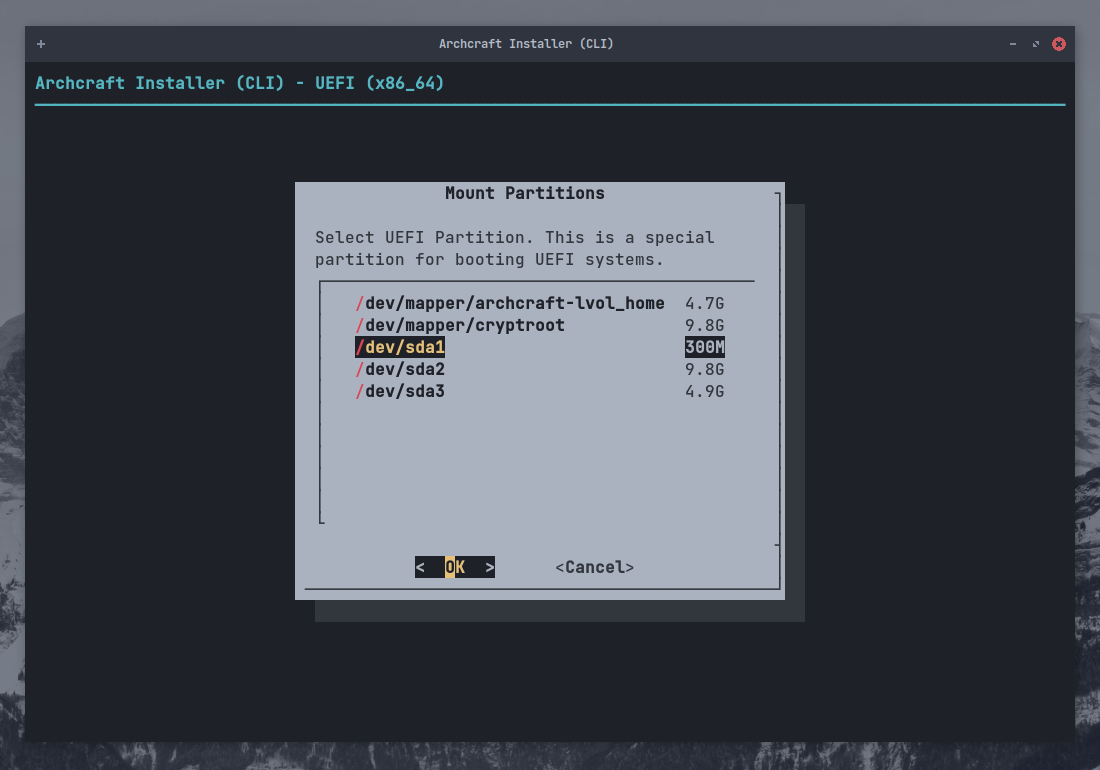 Archcraft Installer (CLI)
Archcraft Installer (CLI) - UEFI (x86_64)
Mount Partitions
Select UEFI Partition. This is a special
partition for booting UEFI systems.
/dev/mapper/archcraft-lvol_home 4.7G
/dev/mapper/cryptroot 9.8G
/dev/sda1 300M
/dev/sda2 9.8G
/dev/sda3 4.9G
< OK > <Cancel>